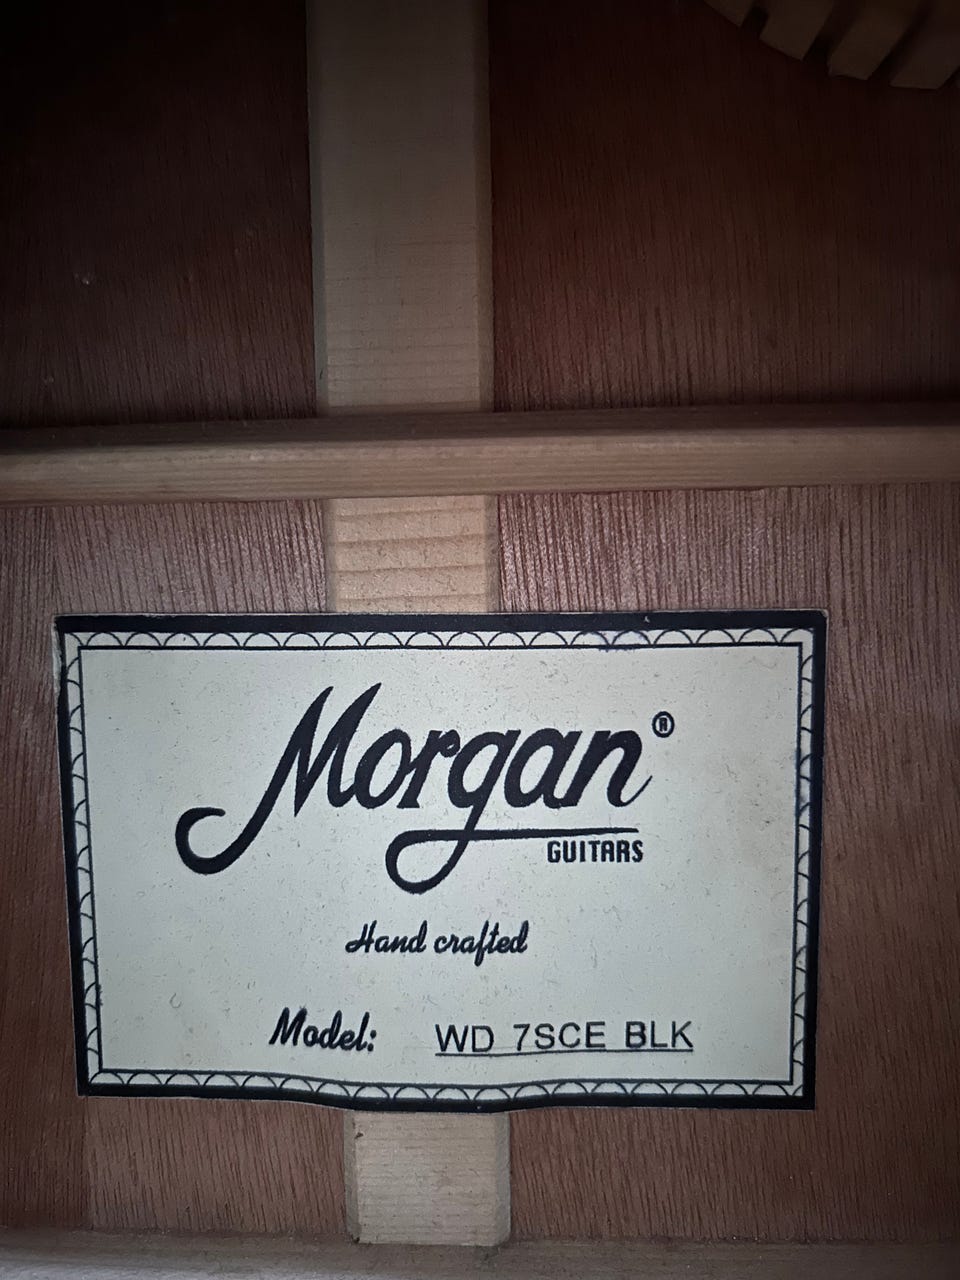 Morgan®
GUITARS
Hand crafted
Model: WD 7SCE BLK